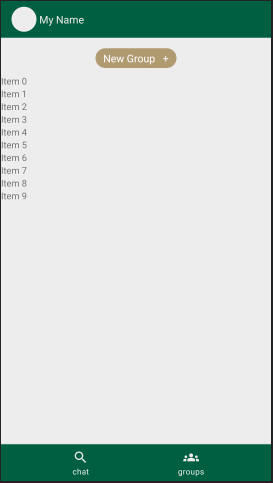 My Name
New Group +
Item 0
Item 1
Item 2
Item 3
Item 4
Item 5
Item 6
Item 7
Item 8
Item 9
chat groups